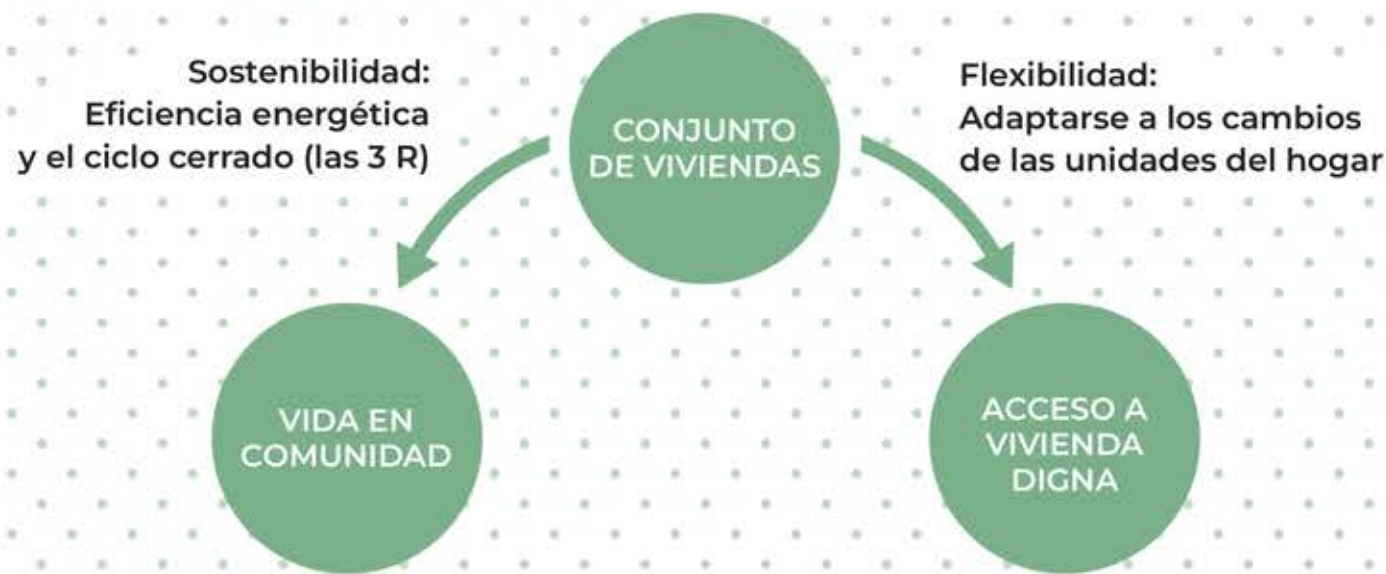 Sostenibilidad:
Eficiencia energética
y el ciclo cerrado (las 3 R)
CONJUNTO
DE VIVIENDAS
Flexibilidad:
Adaptarse a los cambios
de las unidades del hogar
VIDA EN
COMUNIDAD
ACCESO A
VIVIENDA
DIGNA